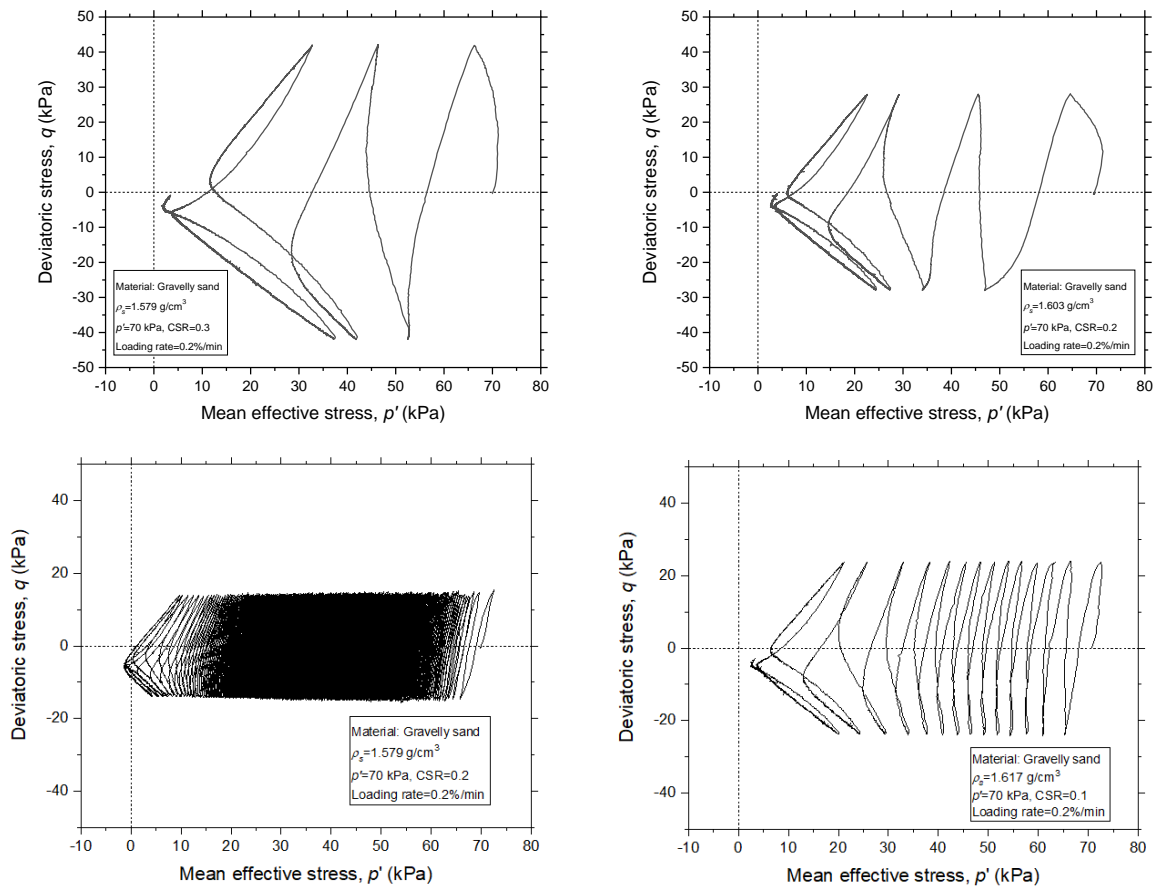 50
40
30
20
10
0
-10
-20
-30
-40
-50
-10 0 10 20 30 40 50 60 70 80
Deviatoric stress, q (kPa)
Mean effective stress, p' (kPa)
Material: Gravelly sand
ρs=1.579 g/cm3
p'=70 kPa, CSR=0.3
Loading rate=0.2%/min
50
40
30
20
10
0
-10
-20
-30
-40
-50
-10 0 10 20 30 40 50 60 70 80
Deviatoric stress, q (kPa)
Mean effective stress, p' (kPa)
Material: Gravelly sand
ρs=1.603 g/cm3
p'=70 kPa, CSR=0.2
Loading rate=0.2%/min
40
20
0
-20
-40
-10 0 10 20 30 40 50 60 70 80
Deviatoric stress, q (kPa)
Mean effective stress, p' (kPa)
Material: Gravelly sand
ρs=1.579 g/cm3
p'=70 kPa, CSR=0.2
Loading rate=0.2%/min
40
20
0
-20
-40
-10 0 10 20 30 40 50 60 70 80
Deviatoric stress, q (kPa)
Mean effective stress, p' (kPa)
Material: Gravelly sand
ρs=1.617 g/cm3
p'=70 kPa, CSR=0.1
Loading rate=0.2%/min